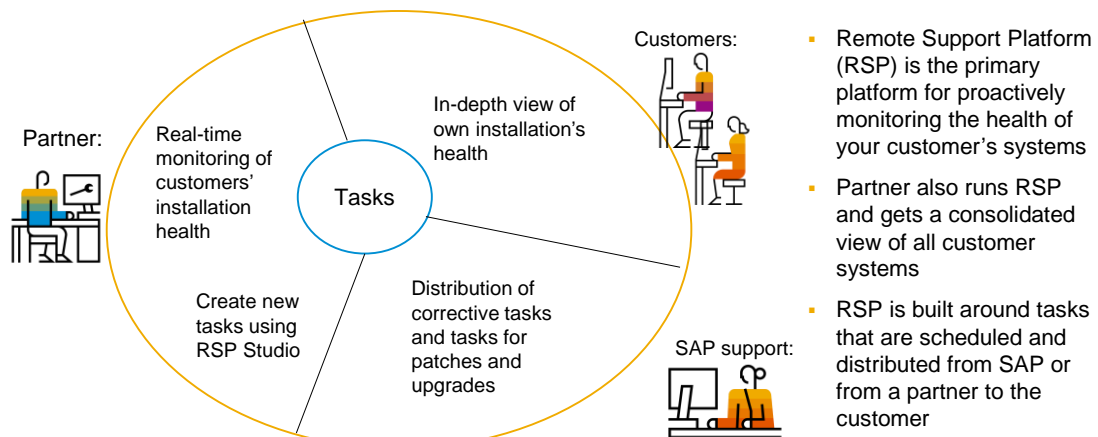 Partner:
Real-time
monitoring of
customers'
installation
health
Create new
tasks using
RSP Studio
Tasks
In-depth view of
own installation's
health
Distribution of
corrective tasks
and tasks for
patches and
upgrades
Customers:
SAP support:
▪ Remote Support Platform
(RSP) is the primary
platform for proactively
monitoring the health of
your customer's systems
▪ Partner also runs RSP
and gets a consolidated
view of all customer
systems
▪ RSP is built around tasks
that are scheduled and
distributed from SAP or
from a partner to the
customer